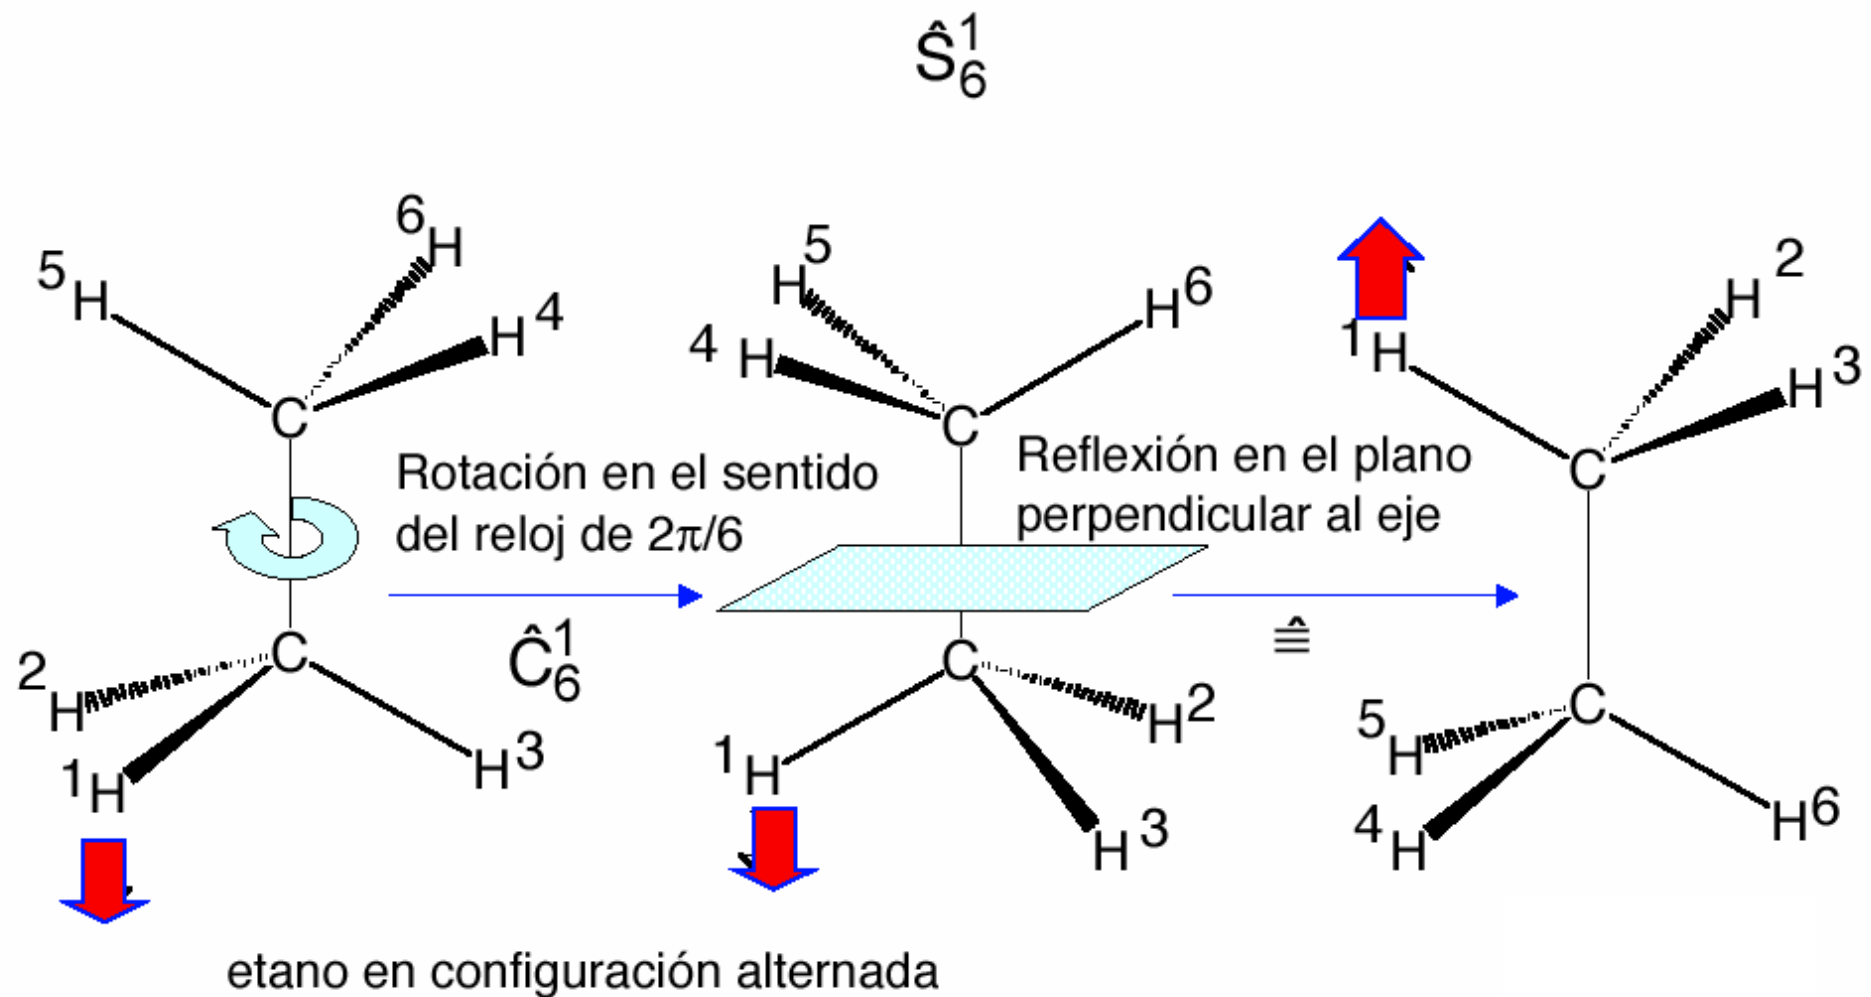 Ŝ₆¹
⁶H
⁵H
H⁴
C
C
²H
¹H
H³
Rotación en el sentido
del reloj de 2π/6
Ĉ₆¹
H⁵
H⁶
⁴H
C
C
¹H
H²
H³
Reflexión en el plano
perpendicular al eje
≡̂
H²
¹H
H³
C
C
⁵H
⁴H
H⁶
etano en configuración alternada